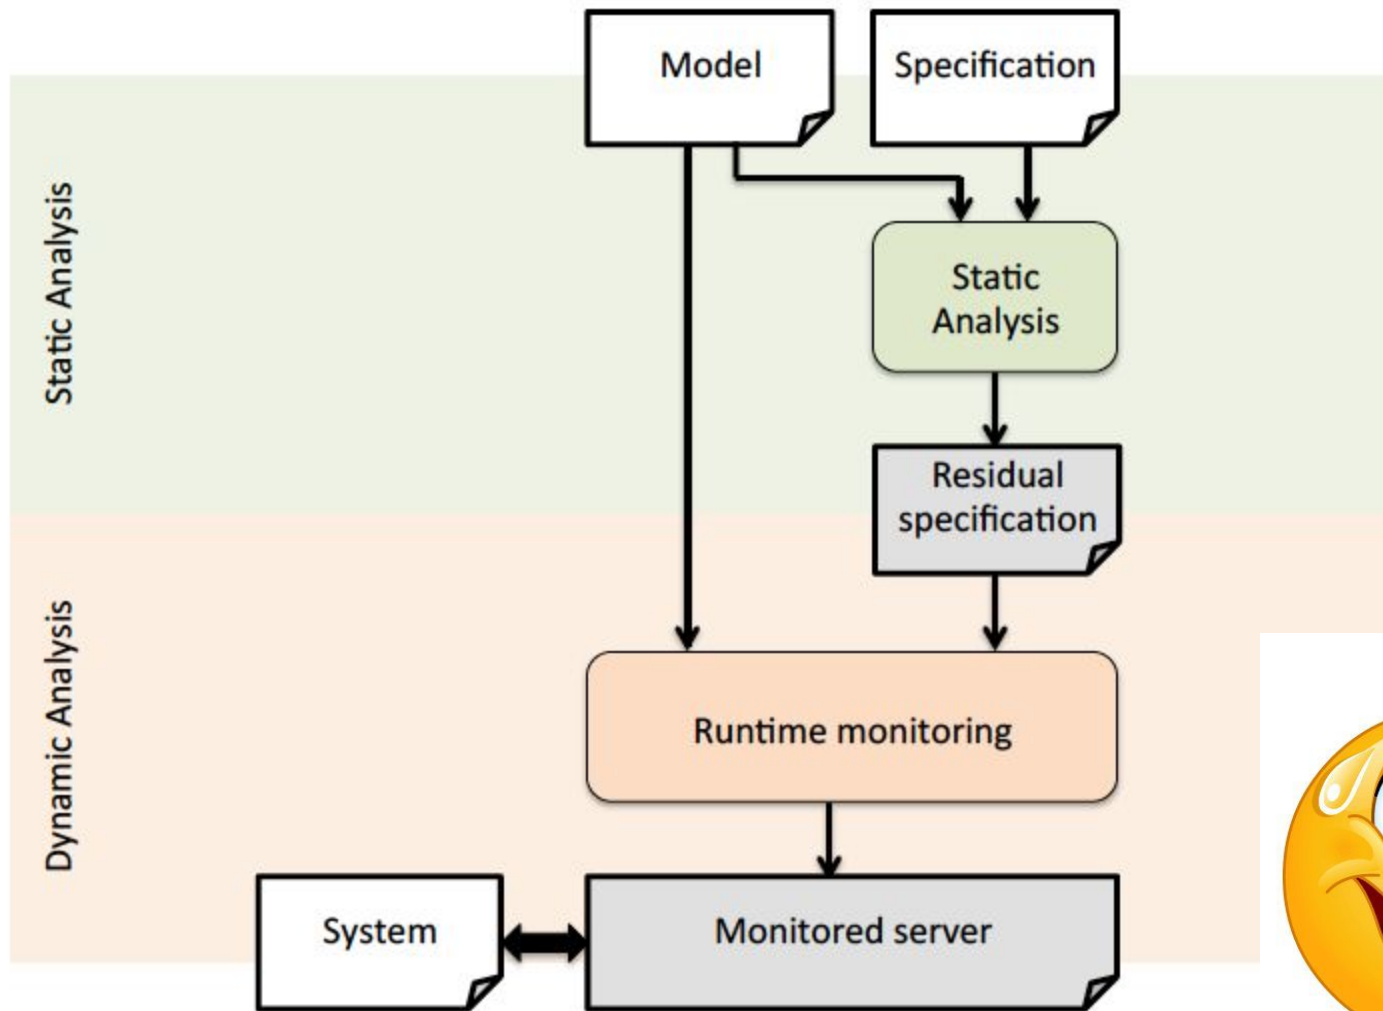 Model
Specification
Static Analysis
Static
Analysis
Residual
specification
Dynamic Analysis
Runtime monitoring
System
Monitored server